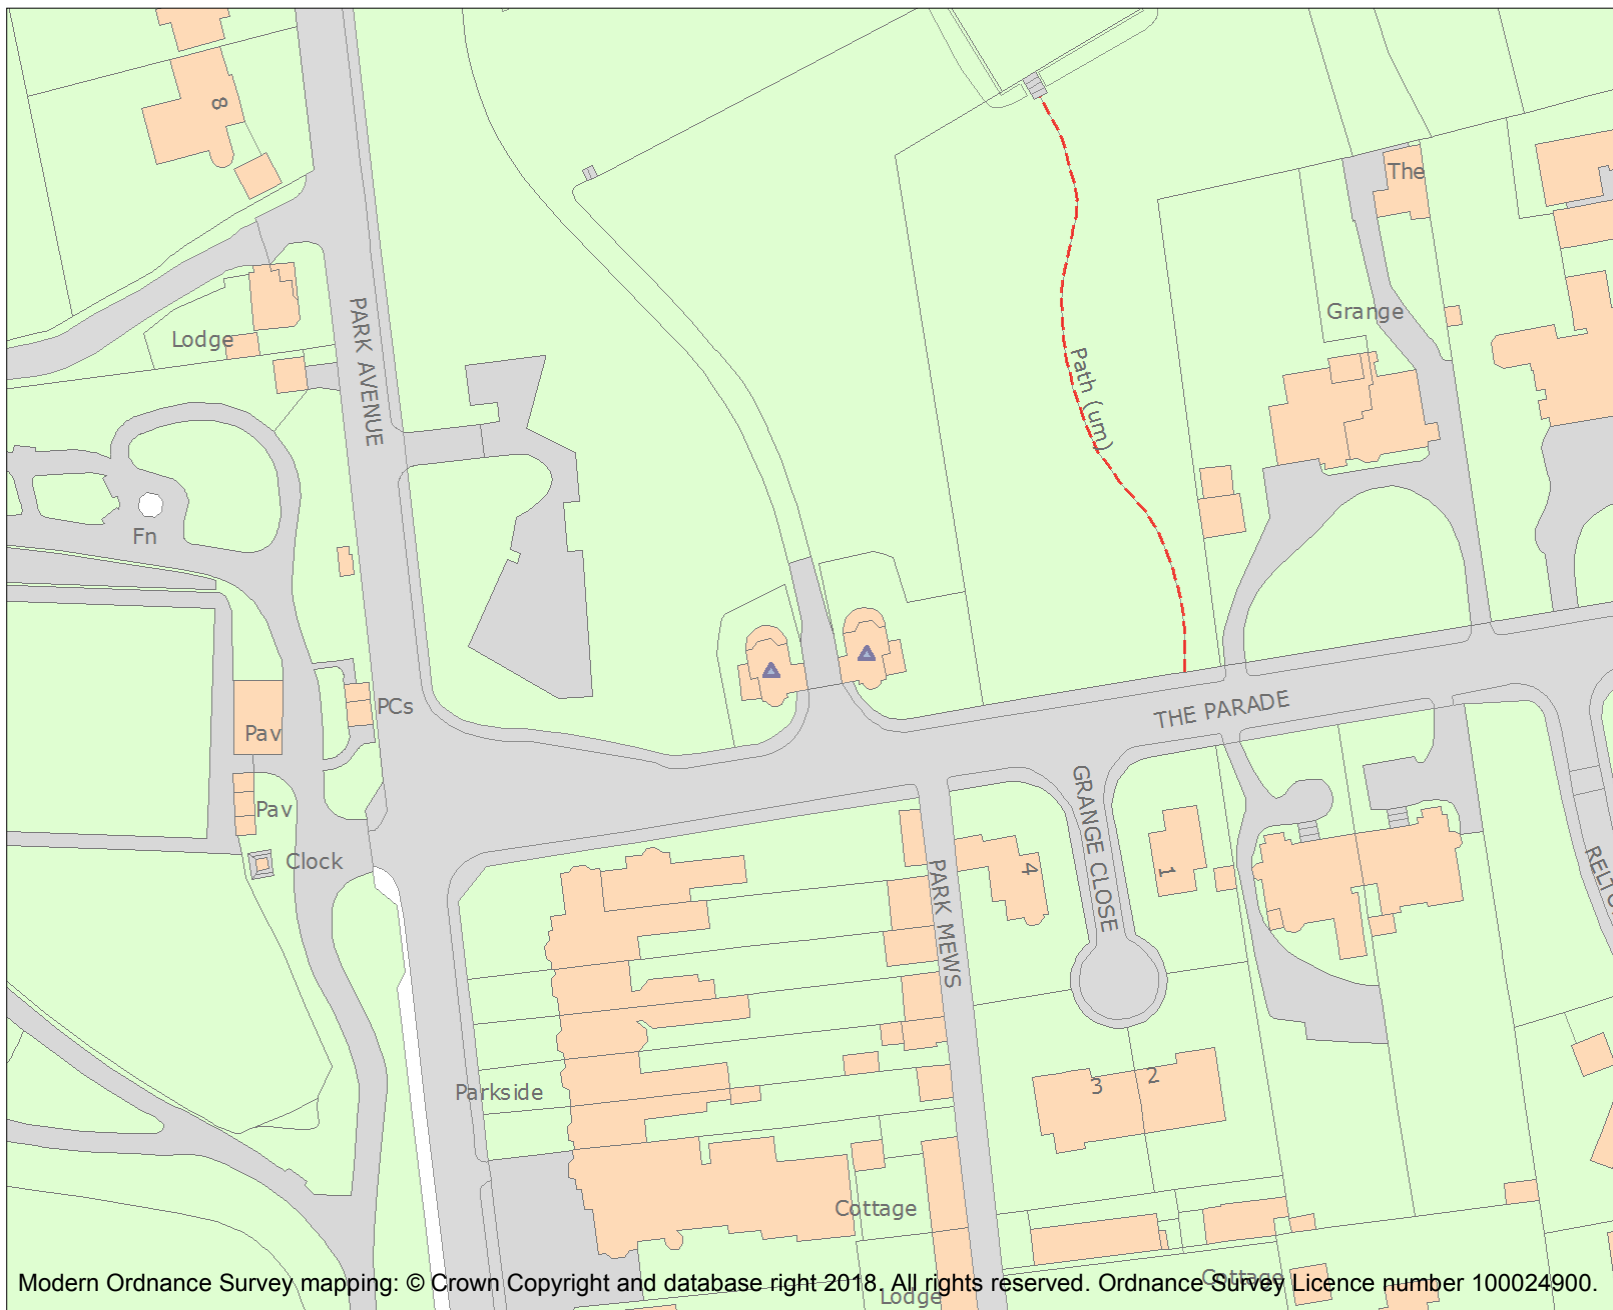 8
The
Lodge
PARK AVENUE
Grange
Path (um)
Fn
PCs
Pav
THE PARADE
Pav
Clock
GRANGE CLOSE
PARK MEWS
4
1
Parkside
3
2
Cottage
Cottage
Lodge
Modern Ordnance Survey mapping: © Crown Copyright and database right 2018. All rights reserved. Ordnance Survey Licence number 100024900.